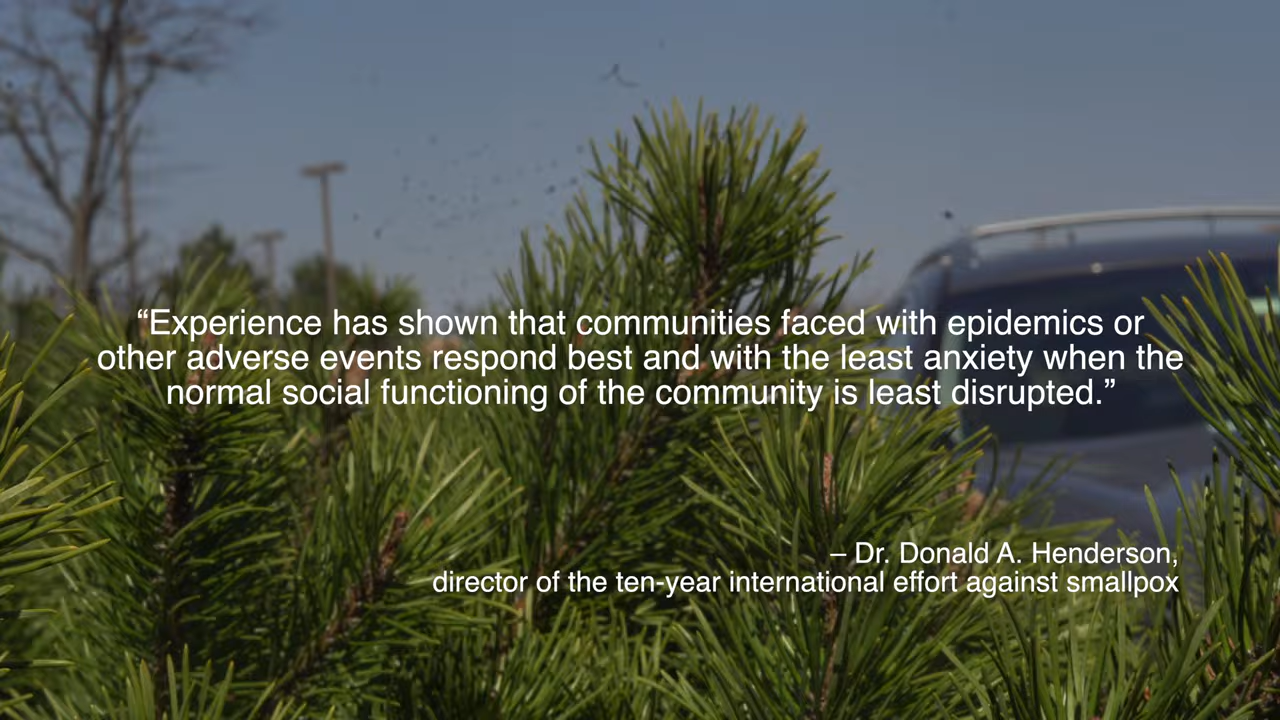 “Experience has shown that communities faced with epidemics or
other adverse events respond best and with the least anxiety when the
normal social functioning of the community is least disrupted.”
– Dr. Donald A. Henderson,
director of the ten-year international effort against smallpox